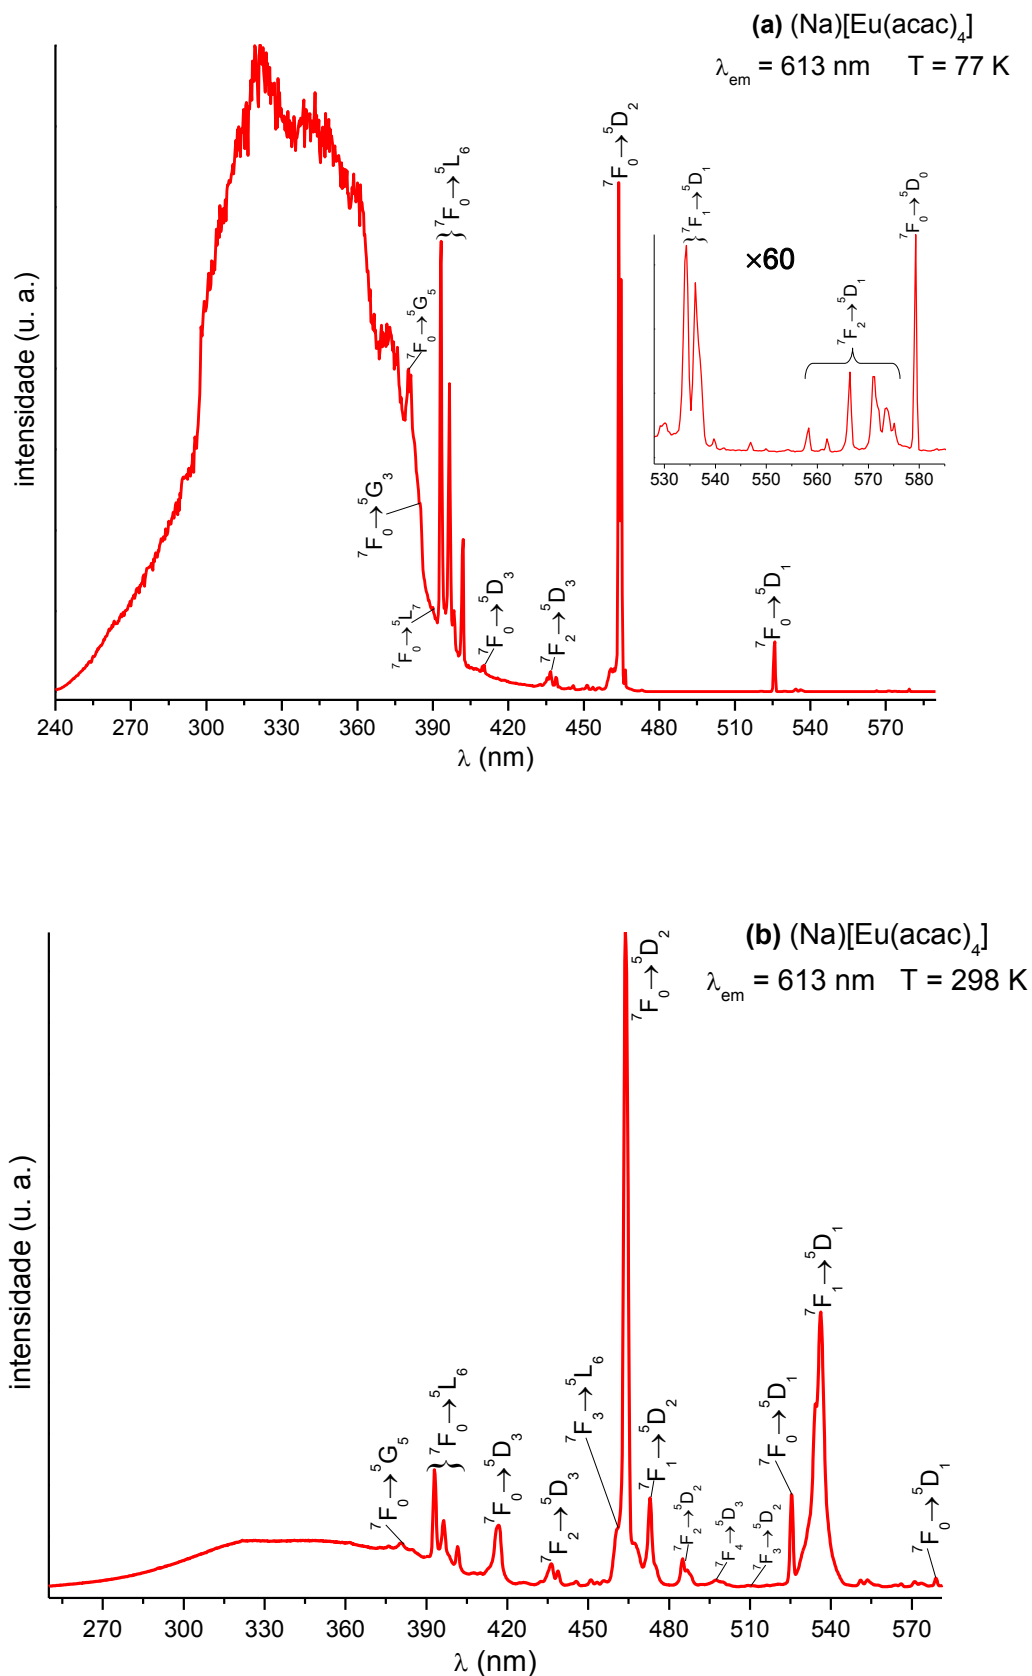 (a) (Na)[Eu(acac)₄]
λem = 613 nm T = 77 K
⁷F₀→⁵D₂
⁷F₀→⁵L₆
⁷F₁→⁵D₁
⁷F₀→⁵D₀
×60
⁷F₂→⁵D₁
⁷F₀→⁵G₅
530 540 550 560 570 580
⁷F₀→⁵G₃
⁷F₀→⁵L₇
⁷F₀→⁵D₃
⁷F₂→⁵D₃
⁷F₀→⁵D₁
intensidade (u. a.)
240 270 300 330 360 390 420 450 480 510 540 570
λ (nm)
(b) (Na)[Eu(acac)₄]
λem = 613 nm T = 298 K
⁷F₀→⁵D₂
⁷F₁→⁵D₁
⁷F₀→⁵G₅
⁷F₀→⁵L₆
⁷F₀→⁵D₃
⁷F₂→⁵D₃
⁷F₃→⁵L₆
⁷F₁→⁵D₂
⁷F₂→⁵D₂
⁷F₄→⁵D₃
⁷F₃→⁵D₂
⁷F₀→⁵D₁
⁷F₀→⁵D₁
intensidade (u. a.)
270 300 330 360 390 420 450 480 510 540 570
λ (nm)